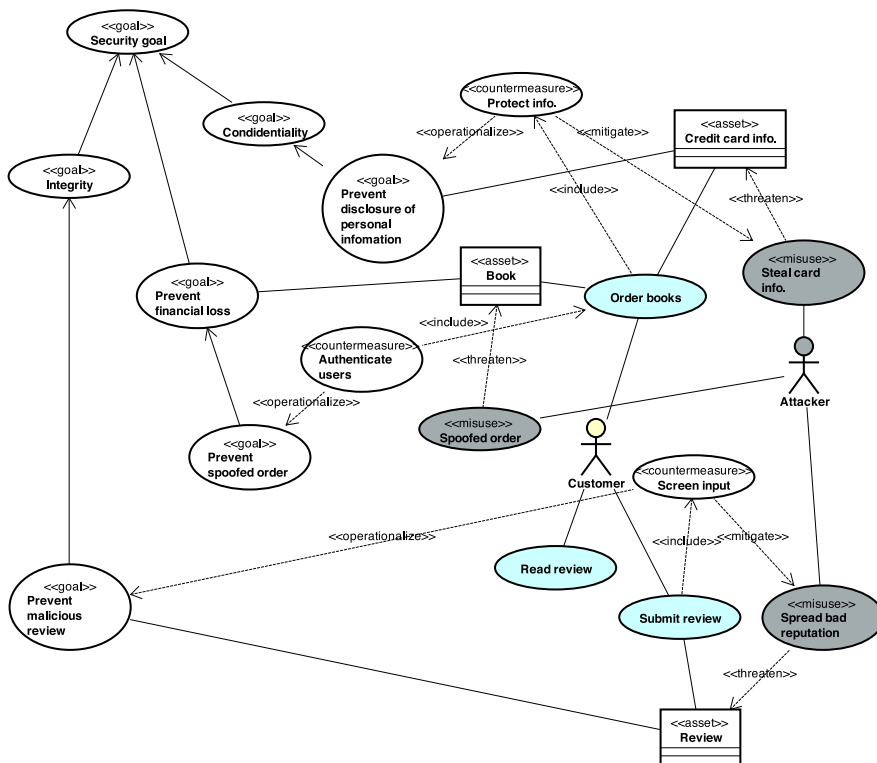 <<goal>>
Security goal
<<goal>>
Condidentiality
<<countermeasure>>
Protect info.
<<asset>>
Credit card info.
<<operationalize>>
<<mitigate>>
<<goal>>
Integrity
<<goal>>
Prevent
disclosure of
personal
infomation
<<include>>
<<threaten>>
<<asset>>
Book
<<misuse>>
Steal card
info.
<<goal>>
Prevent
financial loss
Order books
<<include>>
<<countermeasure>>
Authenticate
users
<<threaten>>
<<operationalize>>
Attacker
<<misuse>>
Spoofed order
<<goal>>
Prevent
spoofed order
Customer
<<countermeasure>>
Screen input
<<operationalize>>
<<include>>
<<mitigate>>
Read review
<<goal>>
Prevent
malicious
review
Submit review
<<misuse>>
Spread bad
reputation
<<threaten>>
<<asset>>
Review